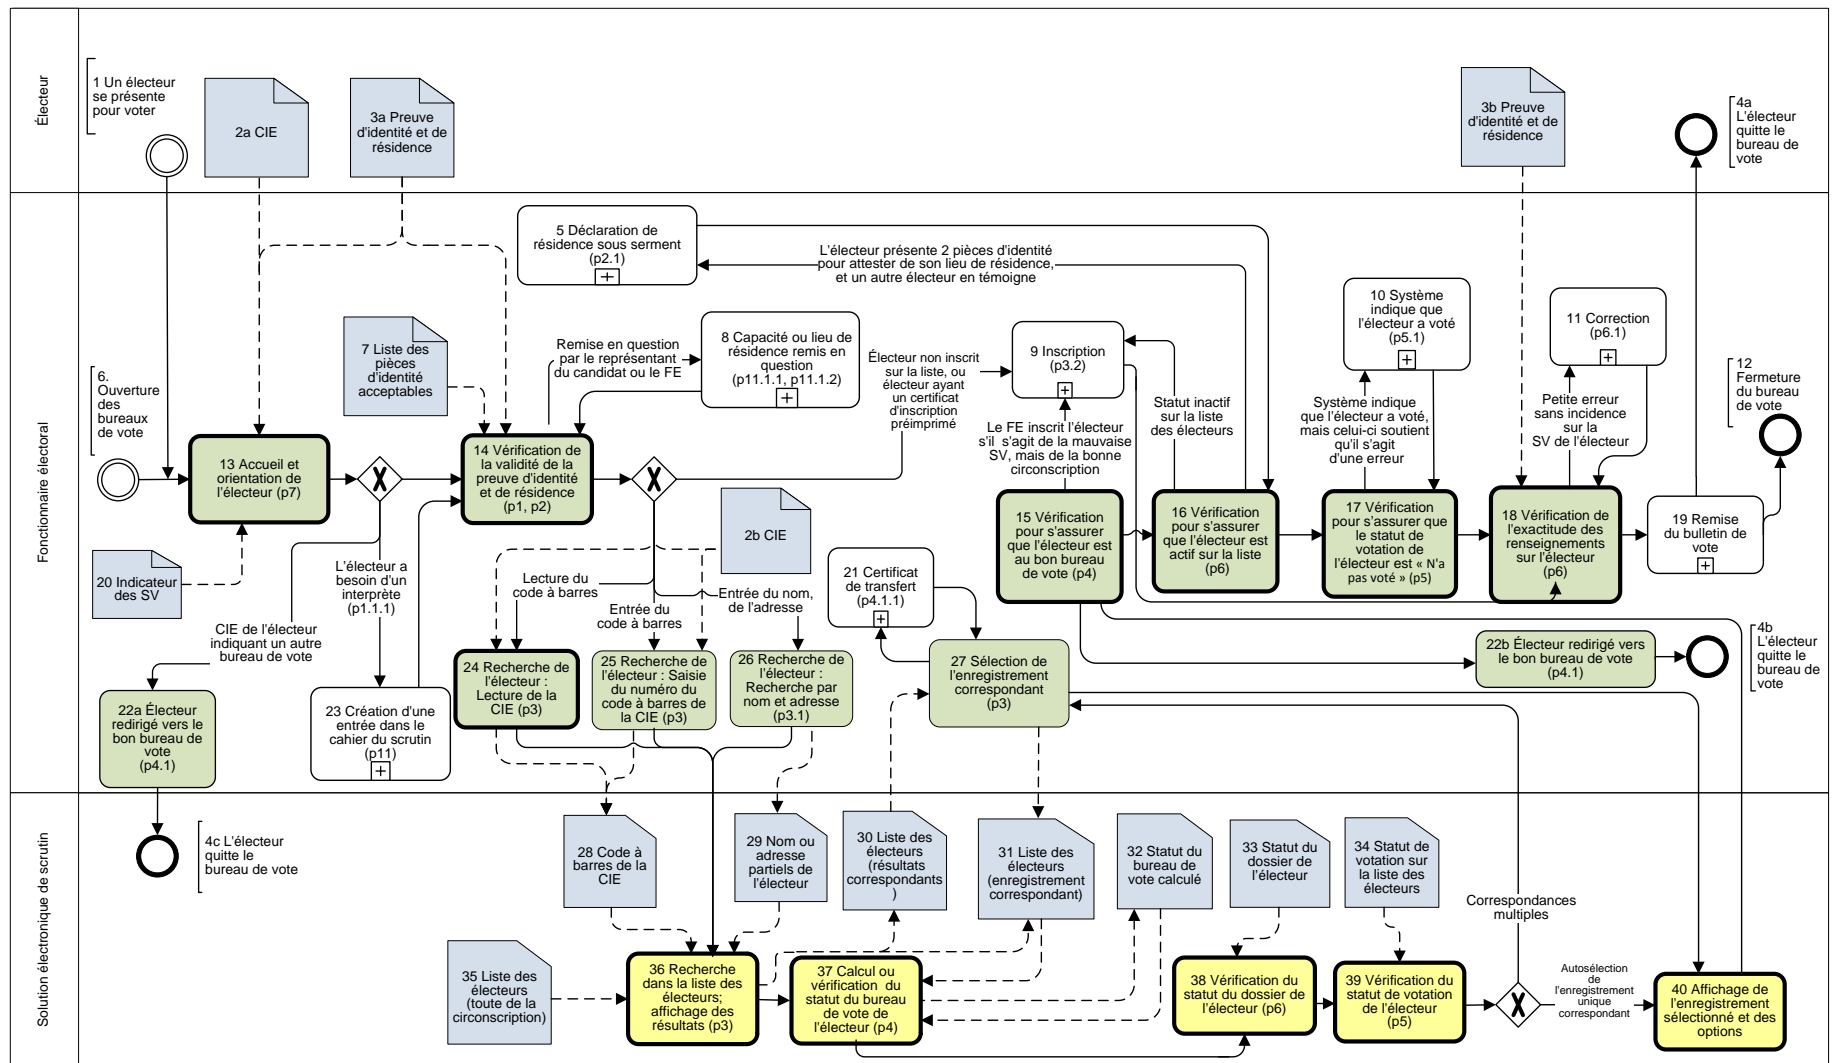 Électeur
1 Un électeur
se présente
pour voter
2a CIE
3a Preuve
d'identité et de
résidence
3b Preuve
d'identité et de
résidence
4a
L'électeur
quitte le
bureau de
vote
Fonctionnaire électoral
5 Déclaration de
résidence sous serment
(p2.1)
L'électeur présente 2 pièces d'identité
pour attester de son lieu de résidence,
et un autre électeur en témoigne
6.
Ouverture
des
bureaux
de vote
7 Liste des
pièces
d'identité
acceptables
Remise en question
par le représentant
du candidat ou le FE
8 Capacité ou lieu de
résidence remis en
question
(p11.1.1, p11.1.2)
Électeur non inscrit
sur la liste, ou
électeur ayant
un certificat
d'inscription
préimprimé
9 Inscription
(p3.2)
Le FE inscrit l'électeur
s'il s'agit de la mauvaise
SV, mais de la bonne
circonscription
Statut inactif
sur la liste
des électeurs
10 Système
indique que
l'électeur a voté
(p5.1)
Système indique
que l'électeur a voté,
mais celui-ci soutient
qu'il s'agit
d'une erreur
11 Correction
(p6.1)
Petite erreur
sans incidence
sur la
SV de l'électeur
12
Fermeture
du bureau
de vote
13 Accueil et
orientation de
l'électeur (p7)
14 Vérification de
la validité de la
preuve d'identité
et de résidence
(p1, p2)
15 Vérification
pour s'assurer
que l'électeur est
au bon bureau
de vote (p4)
16 Vérification
pour s'assurer
que l'électeur est
actif sur la liste
(p6)
17 Vérification
pour s'assurer que
le statut de
votation de
l'électeur est « N'a
pas voté » (p5)
18 Vérification de
l'exactitude des
renseignements
sur l'électeur
(p6)
19 Remise
du bulletin de
vote
20 Indicateur
des SV
L'électeur a
besoin d'un
interprète
(p1.1.1)
CIE de l'électeur
indiquant un autre
bureau de vote
2b CIE
Lecture du
code à barres
Entrée du
code à barres
Entrée du nom,
de l'adresse
21 Certificat
de transfert
(p4.1.1)
22a Électeur
redirigé vers le
bon bureau de
vote
(p4.1)
23 Création d'une
entrée dans le
cahier du scrutin
(p11)
24 Recherche de
l'électeur :
Lecture de la
CIE (p3)
25 Recherche de
l'électeur : Saisie
du numéro du
code à barres de
la CIE (p3)
26 Recherche de
l'électeur :
Recherche par
nom et adresse
(p3.1)
27 Sélection de
l'enregistrement
correspondant
(p3)
22b Électeur redirigé vers
le bon bureau de vote
(p4.1)
4b
L'électeur
quitte le
bureau de
vote
Solution électronique de scrutin
4c L'électeur
quitte le
bureau de vote
28 Code à
barres de la
CIE
29 Nom ou
adresse
partiels de
l'électeur
30 Liste des
électeurs
(résultats
correspondants
)
31 Liste des
électeurs
(enregistrement
correspondant)
32 Statut du
bureau de
vote calculé
33 Statut du
dossier de
l'électeur
34 Statut de
votation sur
la liste des
électeurs
Correspondances
multiples
35 Liste des
électeurs
(toute de la
circonscription)
36 Recherche
dans la liste des
électeurs;
affichage des
résultats (p3)
37 Calcul ou
vérification du
statut du bureau
de vote de
l'électeur (p4)
38 Vérification du
statut du dossier de
l'électeur (p6)
39 Vérification du
statut de votation
de l'électeur
(p5)
Autosélection
de
l'enregistrement
unique
correspondant
40 Affichage de
l'enregistrement
sélectionné et des
options